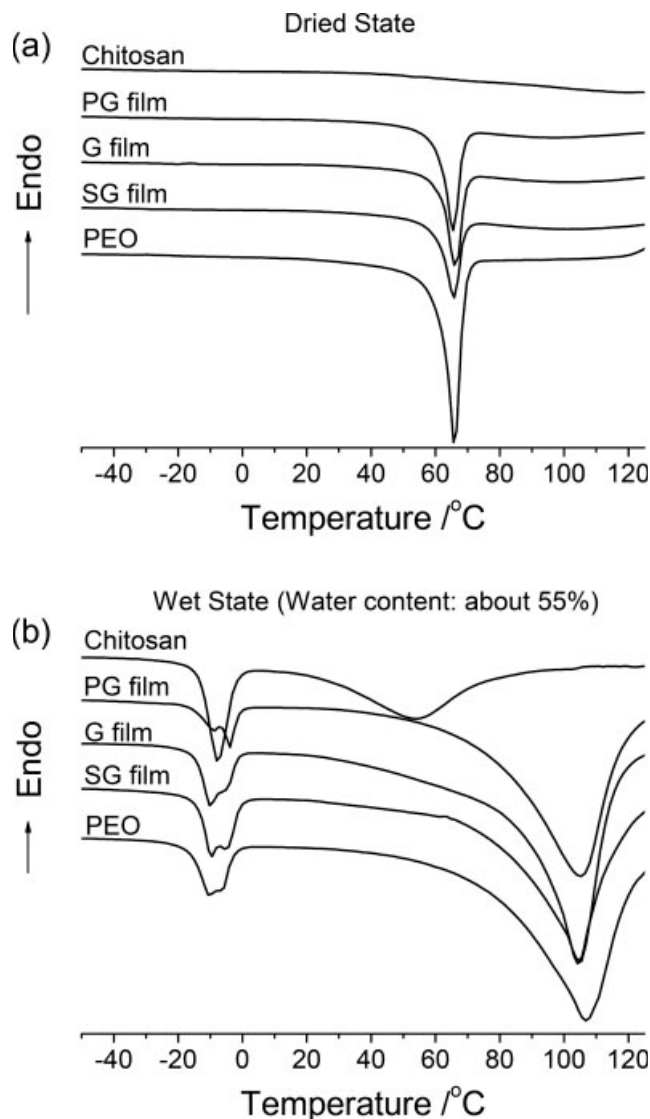 Dried State
(a)
Chitosan
PG film
G film
SG film
PEO
Endo
-40 -20 0 20 40 60 80 100 120
Temperature /°C
Wet State (Water content: about 55%)
(b)
Chitosan
PG film
G film
SG film
PEO
Endo
-40 -20 0 20 40 60 80 100 120
Temperature /°C